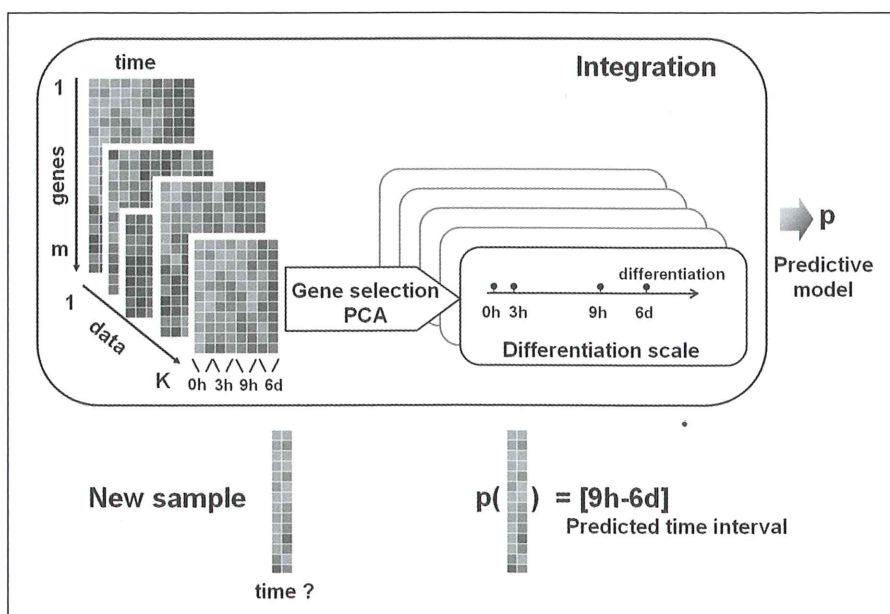 Integration
time
1
genes
m
1
data
K
0h 3h 9h 6d
Gene selection
PCA
differentiation
0h 3h 9h 6d
Differentiation scale
p
Predictive
model
New sample
time ?
p( ) = [9h-6d]
Predicted time interval